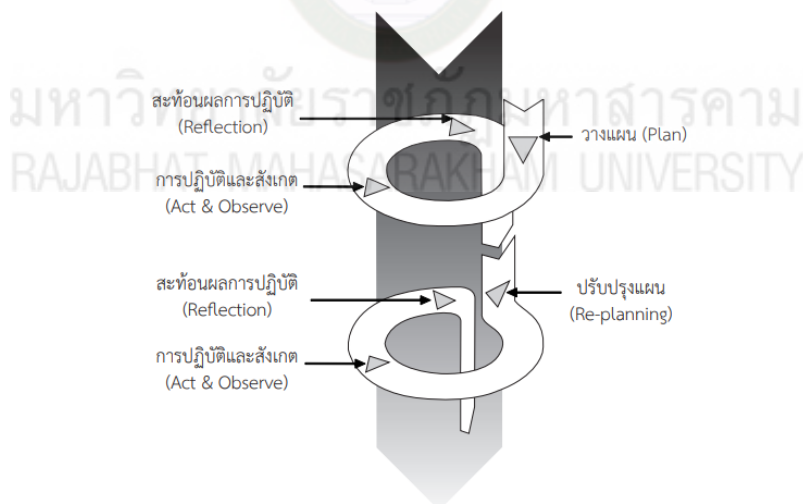 มหาวิทยาลัยราชภัฏมหาสารคาม
RAJABHAT MAHASARAKHAM UNIVERSITY
สะท้อนผลการปฏิบัติ
(Reflection)
วางแผน (Plan)
การปฏิบัติและสังเกต
(Act & Observe)
สะท้อนผลการปฏิบัติ
(Reflection)
ปรับปรุงแผน
(Re-planning)
การปฏิบัติและสังเกต
(Act & Observe)